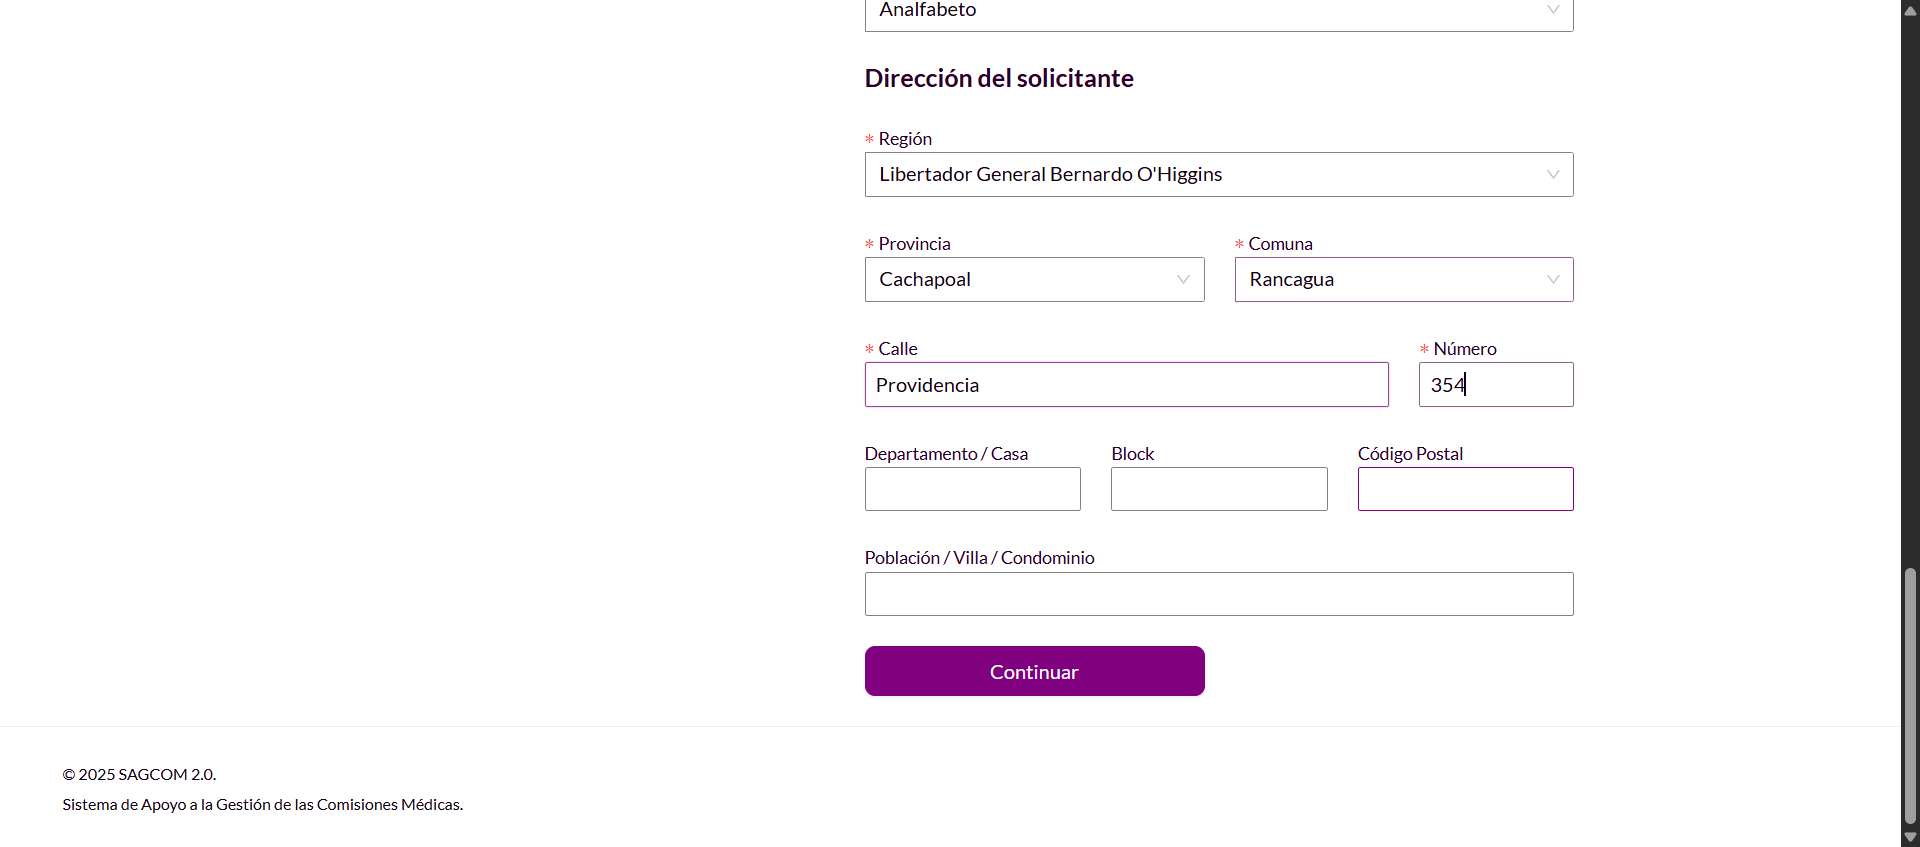 Analfabeto
Dirección del solicitante
* Región
Libertador General Bernardo O'Higgins
* Provincia
* Comuna
Cachapoal
Rancagua
* Calle
* Número
Providencia
354
Departamento / Casa
Block
Código Postal
Población / Villa / Condominio
Continuar
© 2025 SAGCOM 2.0.
Sistema de Apoyo a la Gestión de las Comisiones Médicas.